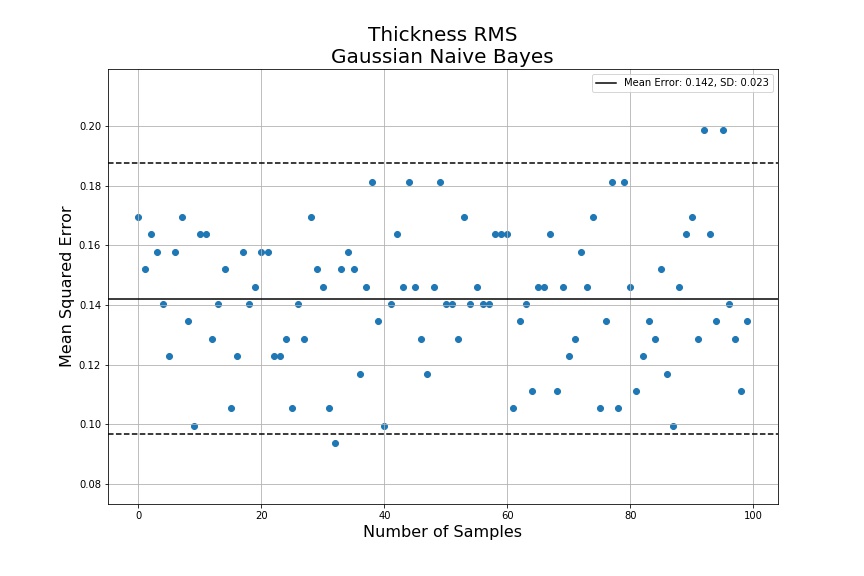 Thickness RMS
Gaussian Naive Bayes
Mean Error: 0.142, SD: 0.023
Mean Squared Error
0.20
0.18
0.16
0.14
0.12
0.10
0.08
0
20
40
60
80
100
Number of Samples